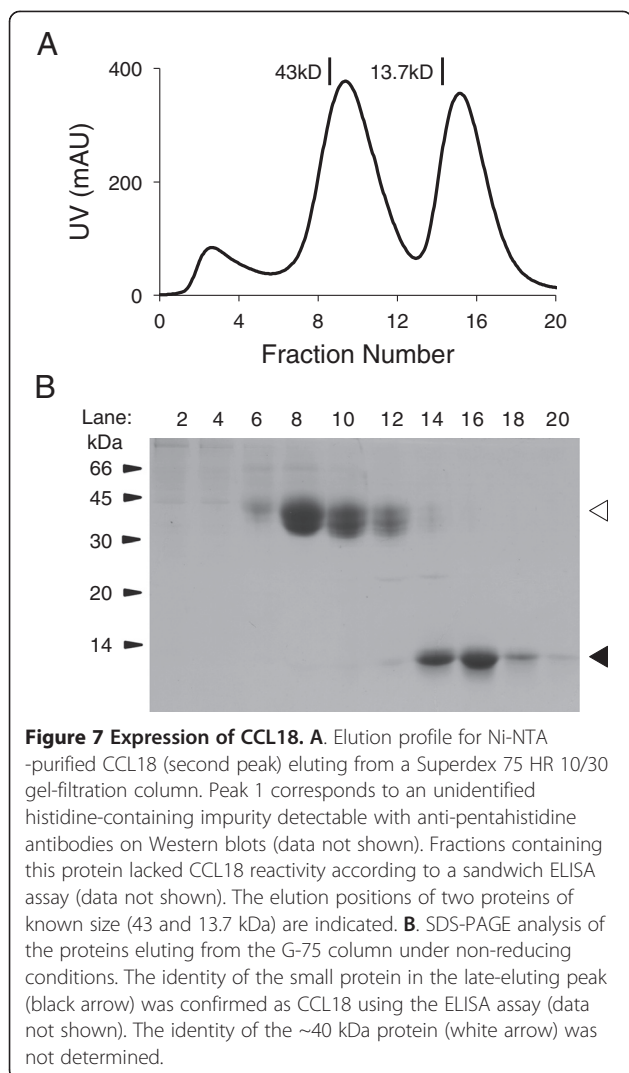 A
400
43kD
13.7kD
UV (mAU)
200
0
0 4 8 12 16 20
Fraction Number
B
Lane: 2 4 6 8 10 12 14 16 18 20
kDa
66
45
30
20
14
Figure 7 Expression of CCL18. A. Elution profile for Ni-NTA
-purified CCL18 (second peak) eluting from a Superdex 75 HR 10/30
gel-filtration column. Peak 1 corresponds to an unidentified
histidine-containing impurity detectable with anti-pentahistidine
antibodies on Western blots (data not shown). Fractions containing
this protein lacked CCL18 reactivity according to a sandwich ELISA
assay (data not shown). The elution positions of two proteins of
known size (43 and 13.7 kDa) are indicated. B. SDS-PAGE analysis of
the proteins eluting from the G-75 column under non-reducing
conditions. The identity of the small protein in the late-eluting peak
(black arrow) was confirmed as CCL18 using the ELISA assay (data
not shown). The identity of the ~40 kDa protein (white arrow) was
not determined.